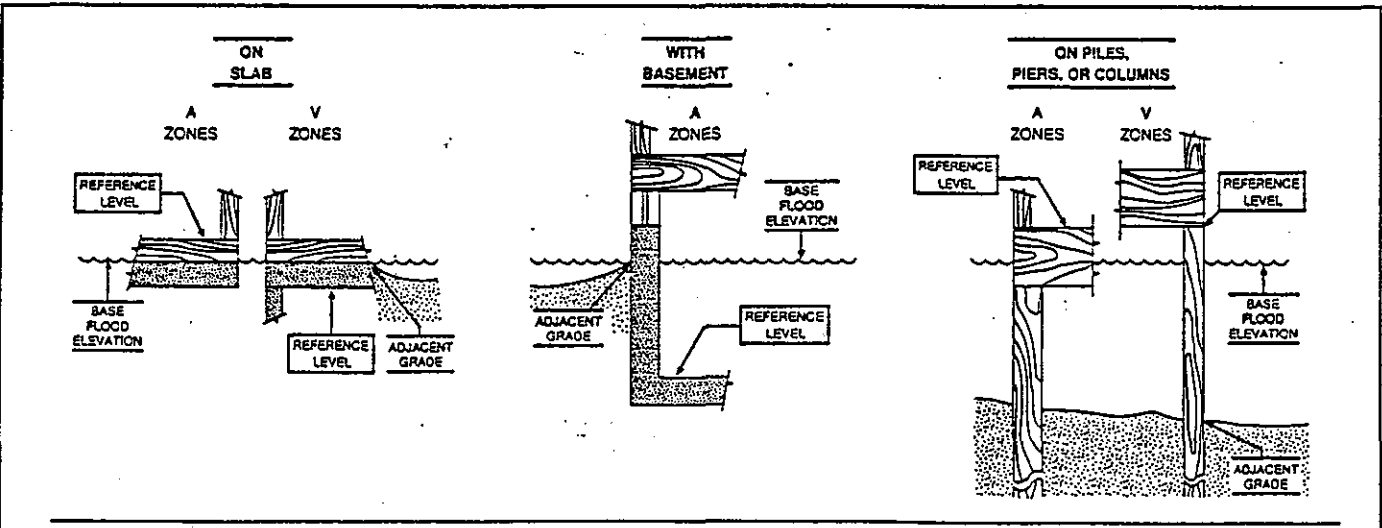 ON
SLAB
A
ZONES
V
ZONES
REFERENCE
LEVEL
BASE
FLOOD
ELEVATION
REFERENCE
LEVEL
ADJACENT
GRADE
WITH
BASEMENT
A
ZONES
BASE
FLOOD
ELEVATION
ADJACENT
GRADE
REFERENCE
LEVEL
ON PILES,
PIERS, OR COLUMNS
A
ZONES
V
ZONES
REFERENCE
LEVEL
REFERENCE
LEVEL
BASE
FLOOD
ELEVATION
ADJACENT
GRADE